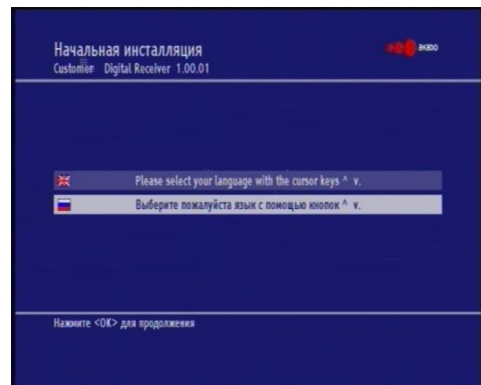 Начальная инсталляция
Customer Digital Receiver 1.00.01
акадо
Please select your language with the cursor keys ^ v.
Выберите пожалуйста язык с помощью кнопок ^ v.
Нажмите <OK> для продолжения